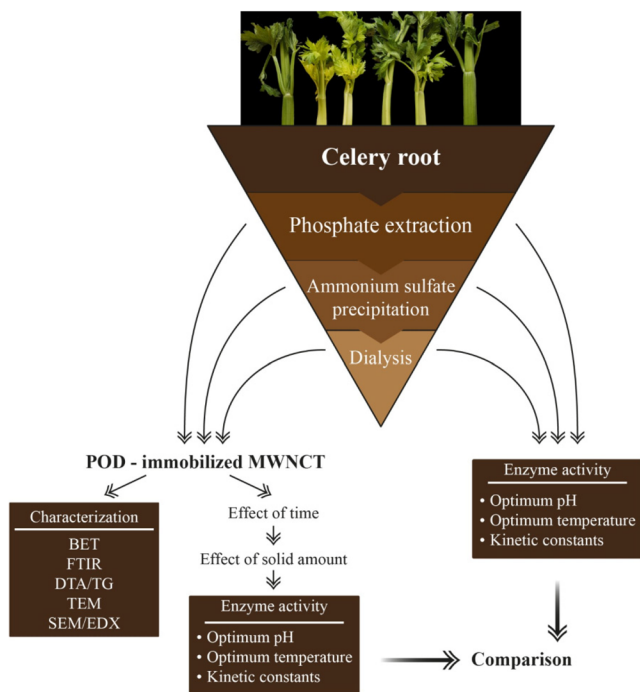 Celery root
Phosphate extraction
Ammonium sulfate
precipitation
Dialysis
POD - immobilized MWNCT
Characterization
BET
FTIR
DTA/TG
TEM
SEM/EDX
Effect of time
Effect of solid amount
Enzyme activity
• Optimum pH
• Optimum temperature
• Kinetic constants
Enzyme activity
• Optimum pH
• Optimum temperature
• Kinetic constants
Comparison